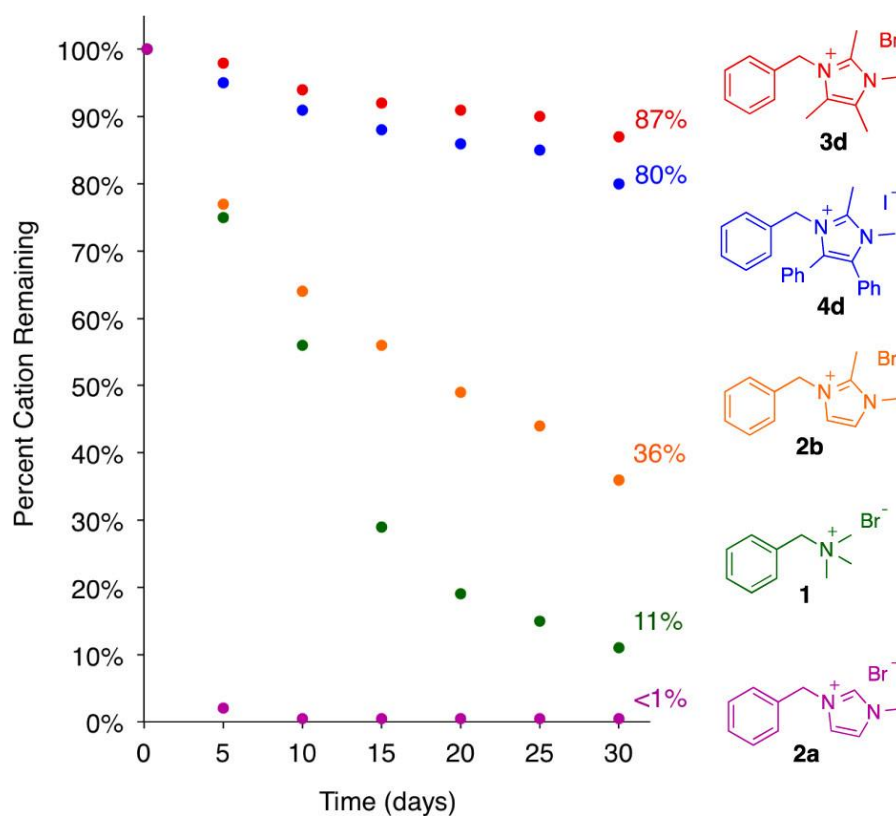 100%
90%
80%
70%
60%
50%
40%
30%
20%
10%
0%
Percent Cation Remaining
0 5 10 15 20 25 30
Time (days)
87%
80%
36%
11%
<1%
Br
N + N
3d
I⁻
N + N
Ph
Ph
4d
Br
N + N
2b
Br⁻
N +
1
Br⁻
N + N
2a